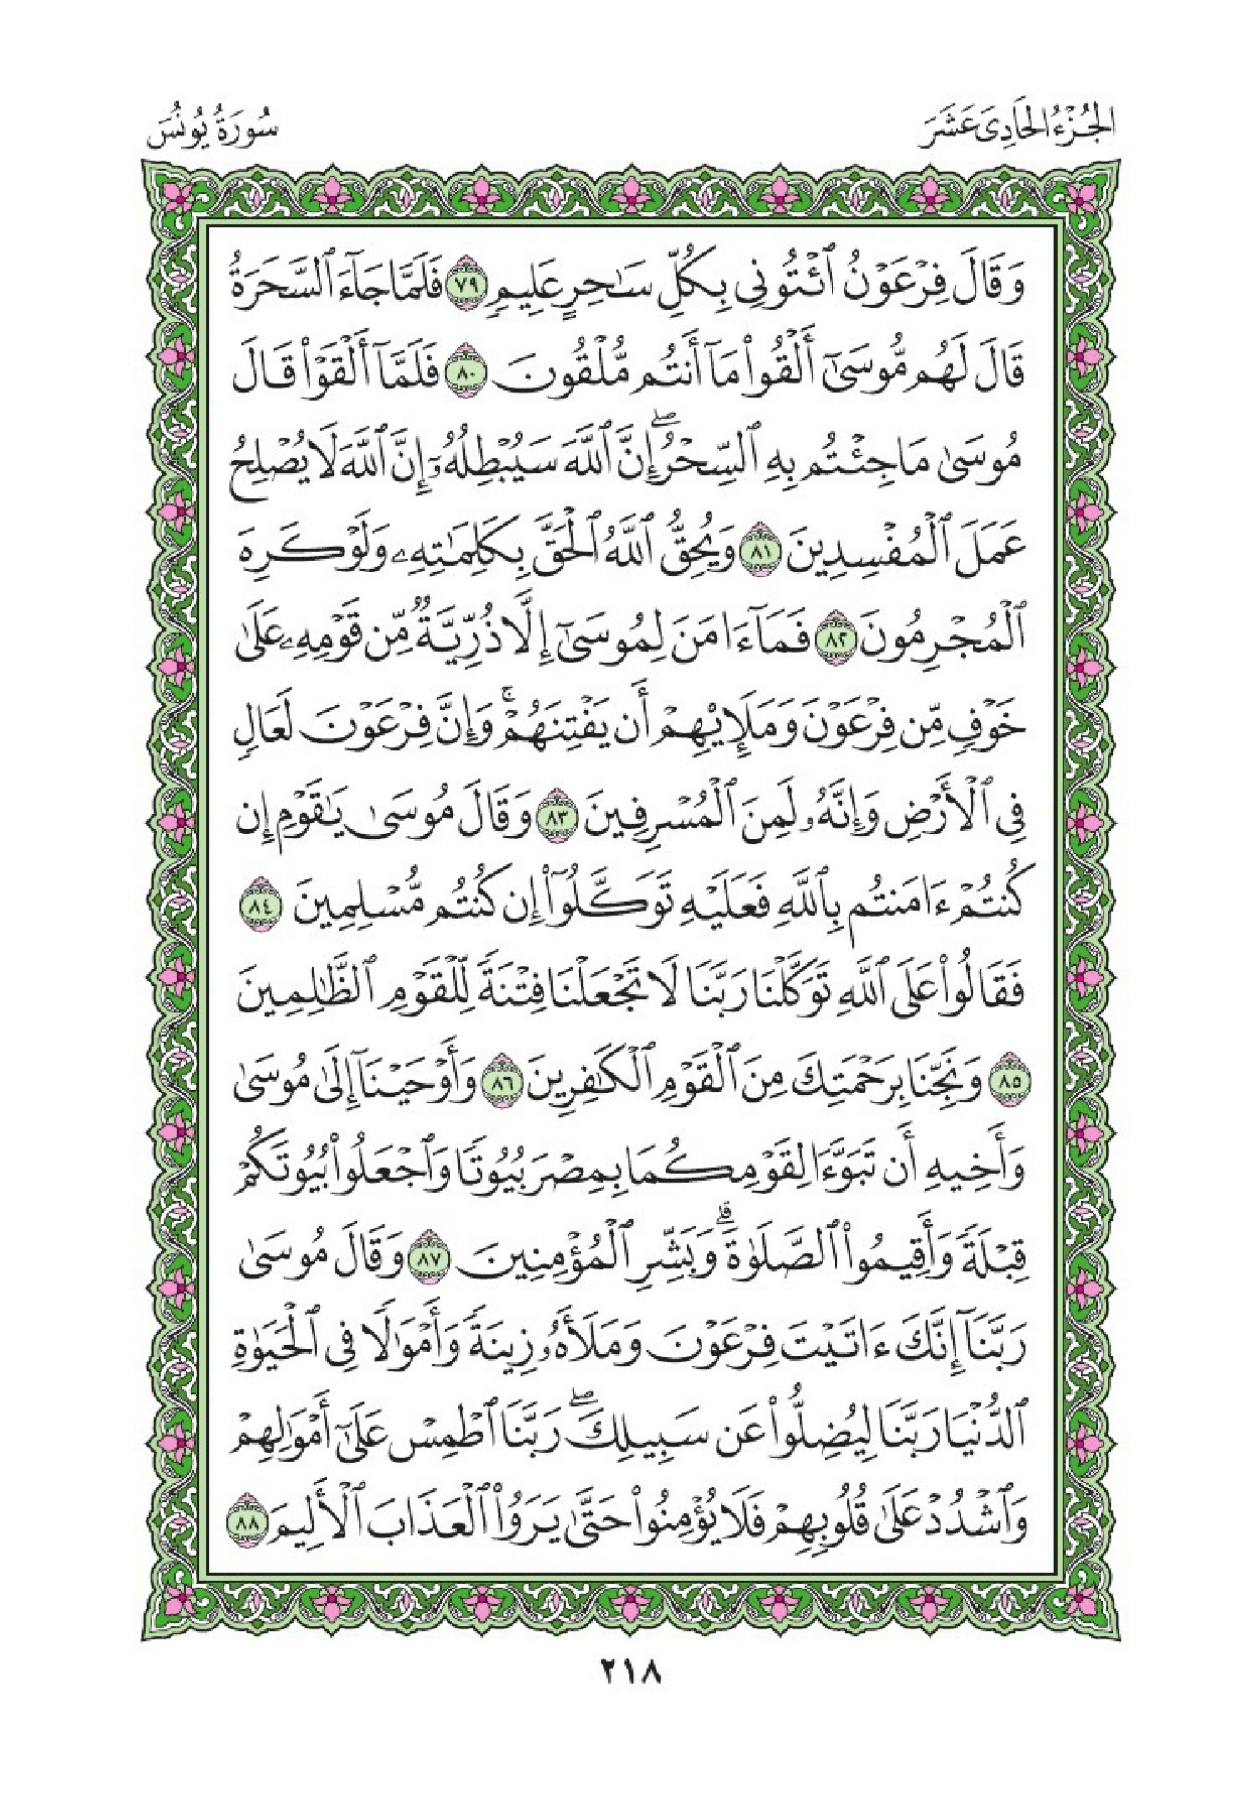 الجُزْءُ الحَادِي عَشَرَ
سُورَةُ يُونُسَ
وَقَالَ فِرْعَوْنُ ٱئْتُونِى بِكُلِّ سَـٰحِرٍ عَلِيمٍ ٧٩ فَلَمَّا جَآءَ ٱلسَّحَرَةُ
قَالَ لَهُم مُّوسَىٰٓ أَلْقُوا۟ مَآ أَنتُم مُّلْقُونَ ٨٠ فَلَمَّآ أَلْقَوْا۟ قَالَ
مُوسَىٰ مَا جِئْتُم بِهِ ٱلسِّحْرُ ۖ إِنَّ ٱللَّهَ سَيُبْطِلُهُۥٓ إِنَّ ٱللَّهَ لَا يُصْلِحُ
عَمَلَ ٱلْمُفْسِدِينَ ٨١ وَيُحِقُّ ٱللَّهُ ٱلْحَقَّ بِكَلِمَـٰتِهِۦ وَلَوْ كَرِهَ
ٱلْمُجْرِمُونَ ٨٢ فَمَآ ءَامَنَ لِمُوسَىٰٓ إِلَّا ذُرِّيَّةٌ مِّن قَوْمِهِۦ عَلَىٰ
خَوْفٍ مِّن فِرْعَوْنَ وَمَلَإِي۟هِمْ أَن يَفْتِنَهُمْ ۚ وَإِنَّ فِرْعَوْنَ لَعَالٍ
فِى ٱلْأَرْضِ وَإِنَّهُۥ لَمِنَ ٱلْمُسْرِفِينَ ٨٣ وَقَالَ مُوسَىٰ يَـٰقَوْمِ إِن
كُنتُمْ ءَامَنتُم بِٱللَّهِ فَعَلَيْهِ تَوَكَّلُوٓا۟ إِن كُنتُم مُّسْلِمِينَ ٨٤
فَقَالُوا۟ عَلَى ٱللَّهِ تَوَكَّلْنَا رَبَّنَا لَا تَجْعَلْنَا فِتْنَةً لِّلْقَوْمِ ٱلظَّـٰلِمِينَ
٨٥ وَنَجِّنَا بِرَحْمَتِكَ مِنَ ٱلْقَوْمِ ٱلْكَـٰفِرِينَ ٨٦ وَأَوْحَيْنَآ إِلَىٰ مُوسَىٰ
وَأَخِيهِ أَن تَبَوَّءَا لِقَوْمِكُمَا بِمِصْرَ بُيُوتًا وَٱجْعَلُوا۟ بُيُوتَكُمْ
قِبْلَةً وَأَقِيمُوا۟ ٱلصَّلَوٰةَ ۗ وَبَشِّرِ ٱلْمُؤْمِنِينَ ٨٧ وَقَالَ مُوسَىٰ
رَبَّنَآ إِنَّكَ ءَاتَيْتَ فِرْعَوْنَ وَمَلَأَهُۥ زِينَةً وَأَمْوَٰلًا فِى ٱلْحَيَوٰةِ
ٱلدُّنْيَا رَبَّنَا لِيُضِلُّوا۟ عَن سَبِيلِكَ ۖ رَبَّنَا ٱطْمِسْ عَلَىٰٓ أَمْوَٰلِهِمْ
وَٱشْدُدْ عَلَىٰ قُلُوبِهِمْ فَلَا يُؤْمِنُوا۟ حَتَّىٰ يَرَوُا۟ ٱلْعَذَابَ ٱلْأَلِيمَ ٨٨
٢١٨